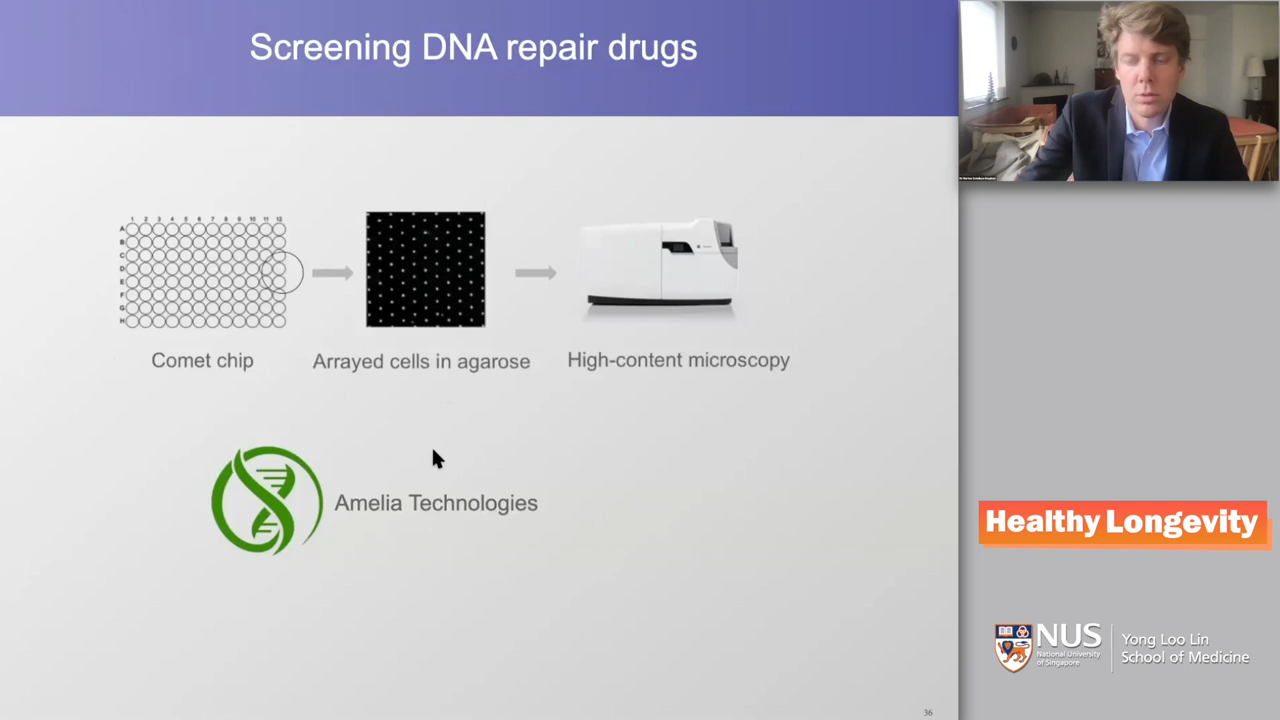 Screening DNA repair drugs
1 2 3 4 5 6 7 8 9 10 11 12
A
B
C
D
E
F
G
H
Comet chip
Arrayed cells in agarose
High-content microscopy
Amelia Technologies
36
Healthy Longevity
NUS
National University
of Singapore
Yong Loo Lin
School of Medicine